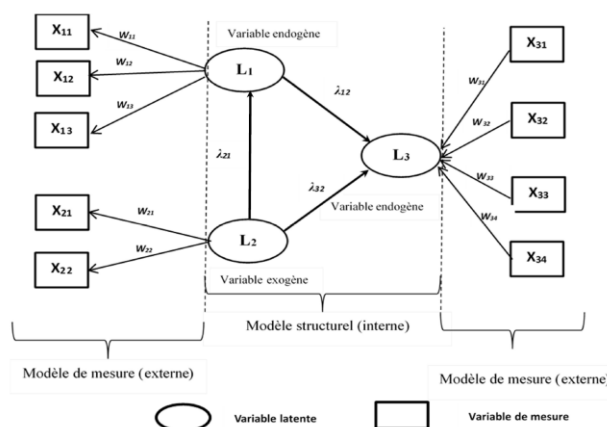 X11
X12
X13
X21
X22
W11
W12
W13
W21
W22
Variable endogène
L1
λ12
λ21
L3
λ32
Variable endogène
L2
Variable exogène
X31
X32
X33
X34
W31
W32
W33
W34
Modèle structurel (interne)
Modèle de mesure (externe)
Modèle de mesure (externe)
Variable latente
Variable de mesure